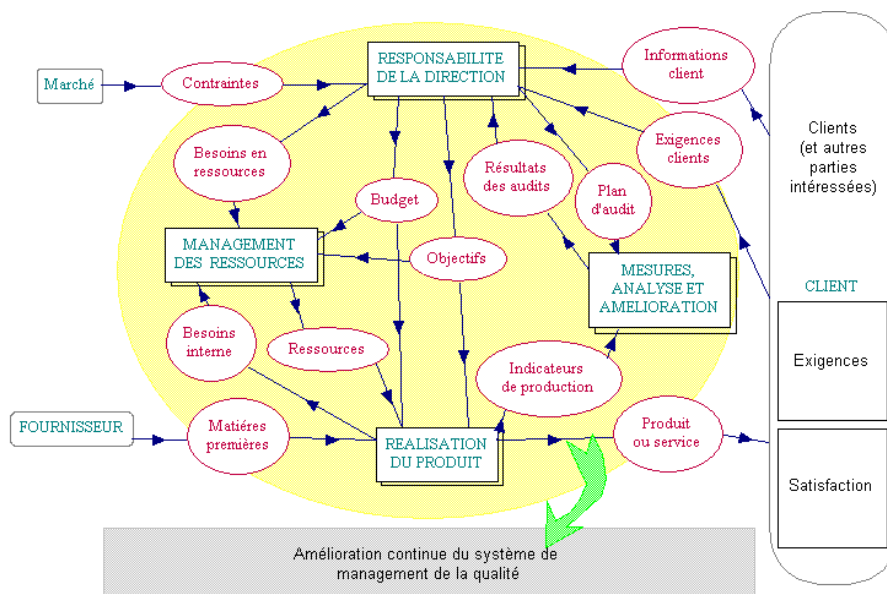 RESPONSABILITE
DE LA DIRECTION
Informations
client
Marché
Contraintes
Clients
(et autres
parties
intéressées)
Besoins en
ressources
Résultats
des audits
Exigences
clients
Budget
Plan
d'audit
MANAGEMENT
DES RESSOURCES
Objectifs
MESURES,
ANALYSE ET
AMELIORATION
CLIENT
Besoins
interne
Ressources
Indicateurs
de production
Exigences
FOURNISSEUR
Matiéres
premières
REALISATION
DU PRODUIT
Produit
ou service
Satisfaction
Amélioration continue du système de
management de la qualité